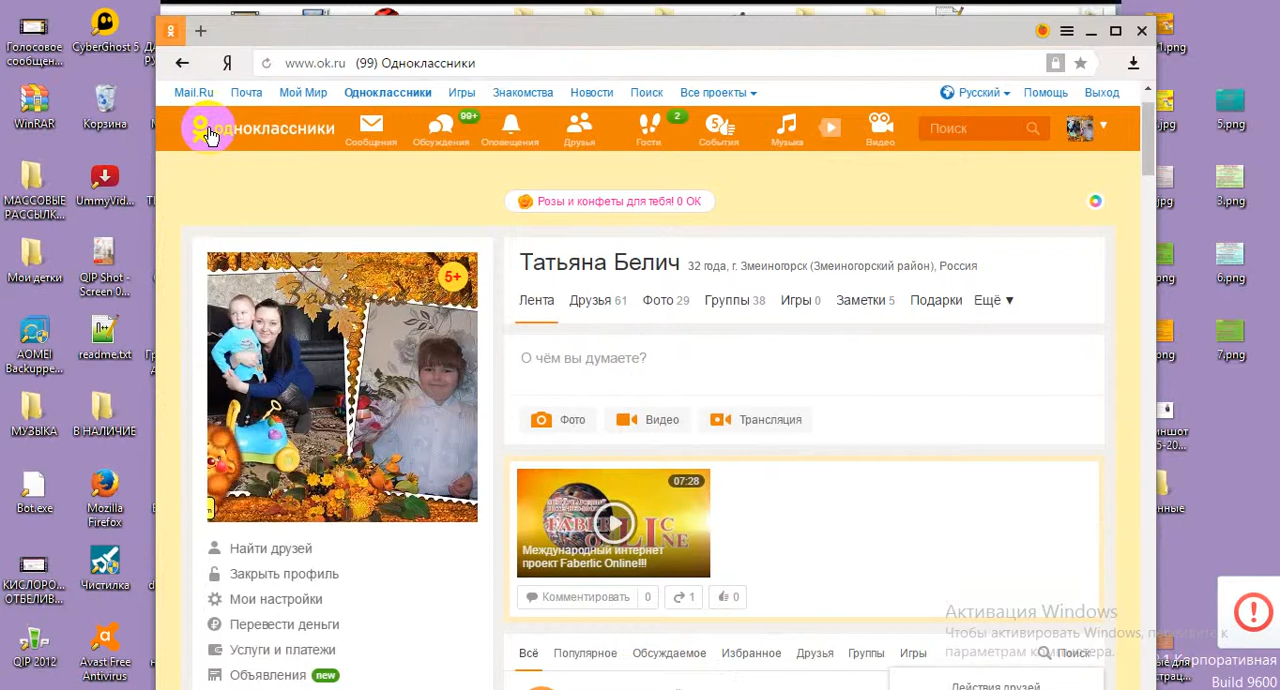 www.ok.ru (99) Одноклассники
Mail.Ru Почта Мой Мир Одноклассники Игры Знакомства Новости Поиск Все проекты Русский Помощь Выход
одноклассники
Сообщения
99+
Обсуждения
Оповещения
Друзья
2
Гости
5
События
Музыка
Видео
Поиск
Розы и конфеты для тебя! 0 ОК
5+
Татьяна Белич 32 года, г. Змеиногорск (Змеиногорский район), Россия
Лента Друзья 61 Фото 29 Группы 38 Игры 0 Заметки 5 Подарки Ещё
О чём вы думаете?
Фото Видео Трансляция
07:28
Международный интернет
проект Faberlic Online!!!
Комментировать 0 1 0
Всё Популярное Обсуждаемое Избранное Друзья Группы Игры Поиск
Действия друзей
Найти друзей
Закрыть профиль
Мои настройки
Перевести деньги
Услуги и платежи
Объявления new
Голосовое
сообщен...
CyberGhost 5
WinRAR
Корзина
МАССОВЫЕ
РАССЫЛК...
UmmyVid...
Мои детки
QIP Shot -
Screen 0...
AOMEI
Backuppe...
readme.txt
МУЗЫКА
В НАЛИЧИЕ
Bot.exe
Mozilla
Firefox
КИСЛОРО...
ОТБЕЛИВ...
Чистилка
QIP 2012
Avast Free
Antivirus
5.png
3.png
6.png
7.png
Активация Windows
Чтобы активировать Windows, перейдите к
параметрам компьютера.
Корпоративная
Build 9600